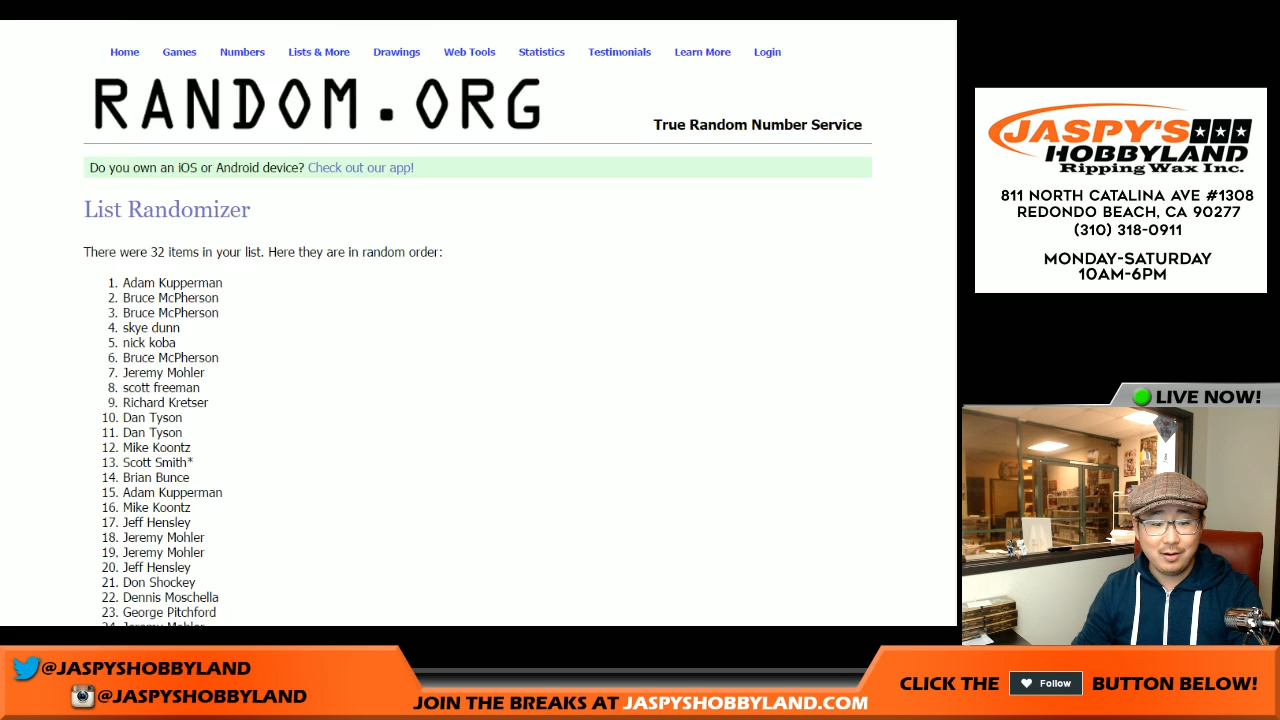 Home Games Numbers Lists & More Drawings Web Tools Statistics Testimonials Learn More Login
RANDOM.ORG
True Random Number Service
Do you own an iOS or Android device? Check out our app!
List Randomizer
There were 32 items in your list. Here they are in random order:
1. Adam Kupperman
2. Bruce McPherson
3. Bruce McPherson
4. skye dunn
5. nick koba
6. Bruce McPherson
7. Jeremy Mohler
8. scott freeman
9. Richard Kretser
10. Dan Tyson
11. Dan Tyson
12. Mike Koontz
13. Scott Smith*
14. Brian Bunce
15. Adam Kupperman
16. Mike Koontz
17. Jeff Hensley
18. Jeremy Mohler
19. Jeremy Mohler
20. Jeff Hensley
21. Don Shockey
22. Dennis Moschella
23. George Pitchford
24. Jeremy Mohler
JASPY'S
HOBBYLAND
Ripping Wax Inc.
811 NORTH CATALINA AVE #1308
REDONDO BEACH, CA 90277
(310) 318-0911
MONDAY-SATURDAY
10AM-6PM
LIVE NOW!
@JASPYSHOBBYLAND
@JASPYSHOBBYLAND
JOIN THE BREAKS AT JASPYSHOBBYLAND.COM
CLICK THE Follow BUTTON BELOW!